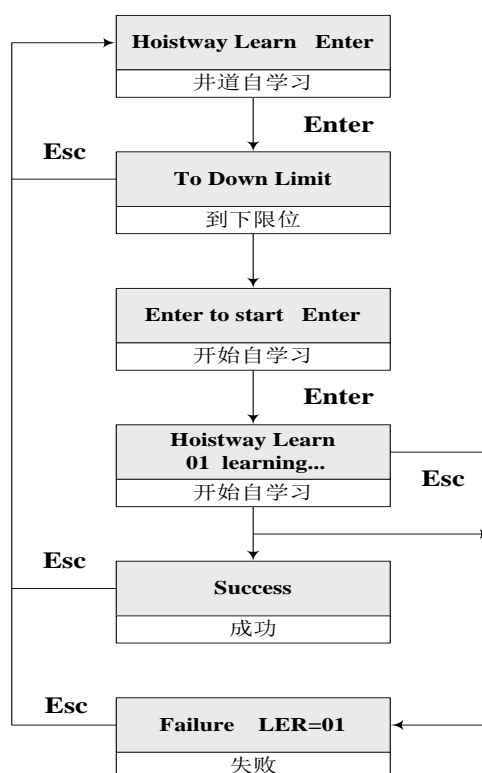 Hoistway Learn Enter
井道自学习
Enter
Esc
To Down Limit
到下限位
Enter to start Enter
开始自学习
Enter
Hoistway Learn
01 learning...
开始自学习
Esc
Esc
Success
成功
Esc
Failure LER=01
失败